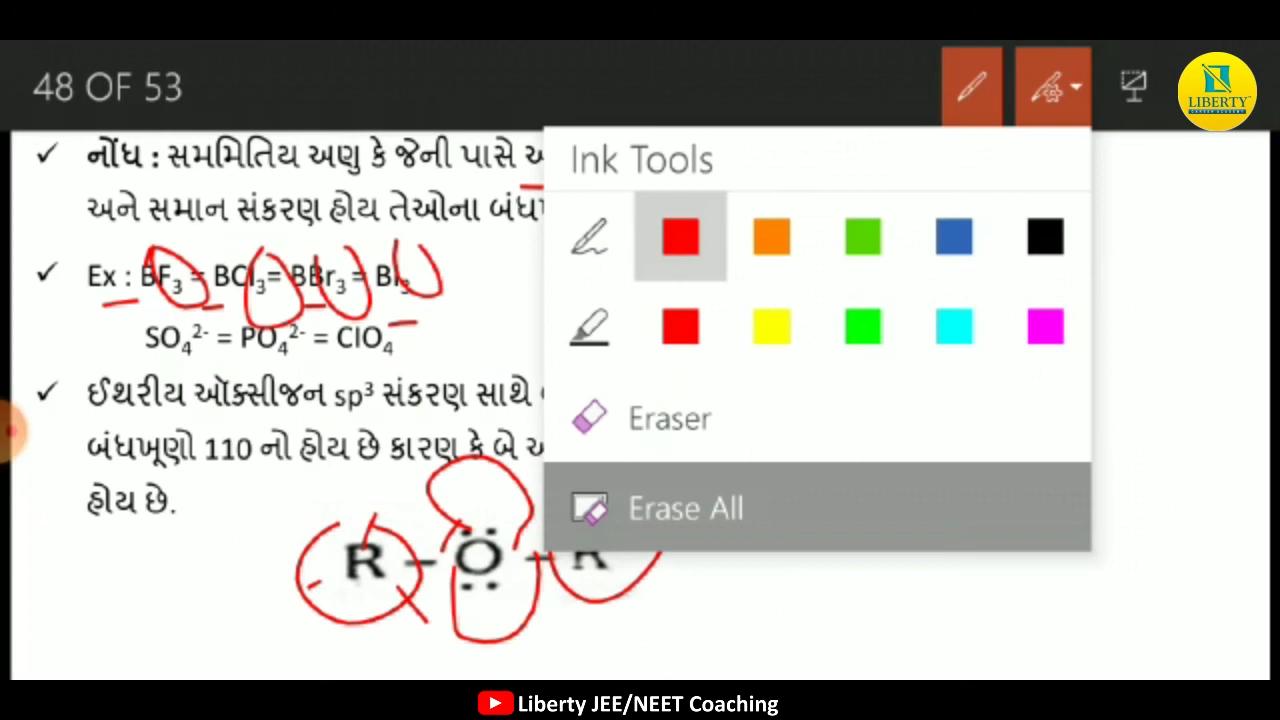 48 OF 53
LIBERTY
✓ નોંધ : સમમિતિય અણુ કે જેની પાસે
અને સમાન સંકરણ હોય તેઓના
✓ Ex : BF₃ = BCl₃ = BBr₃ = BI₃
SO₄²⁻ = PO₄²⁻ = ClO₄
✓ ઈથરીય ઑક્સીજન sp³ સંકરણ સાથે
બંધખૂણો 110 નો હોય છે કારણ કે બે
હોય છે.
R – O – R
Ink Tools
Eraser
Erase All
Liberty JEE/NEET Coaching